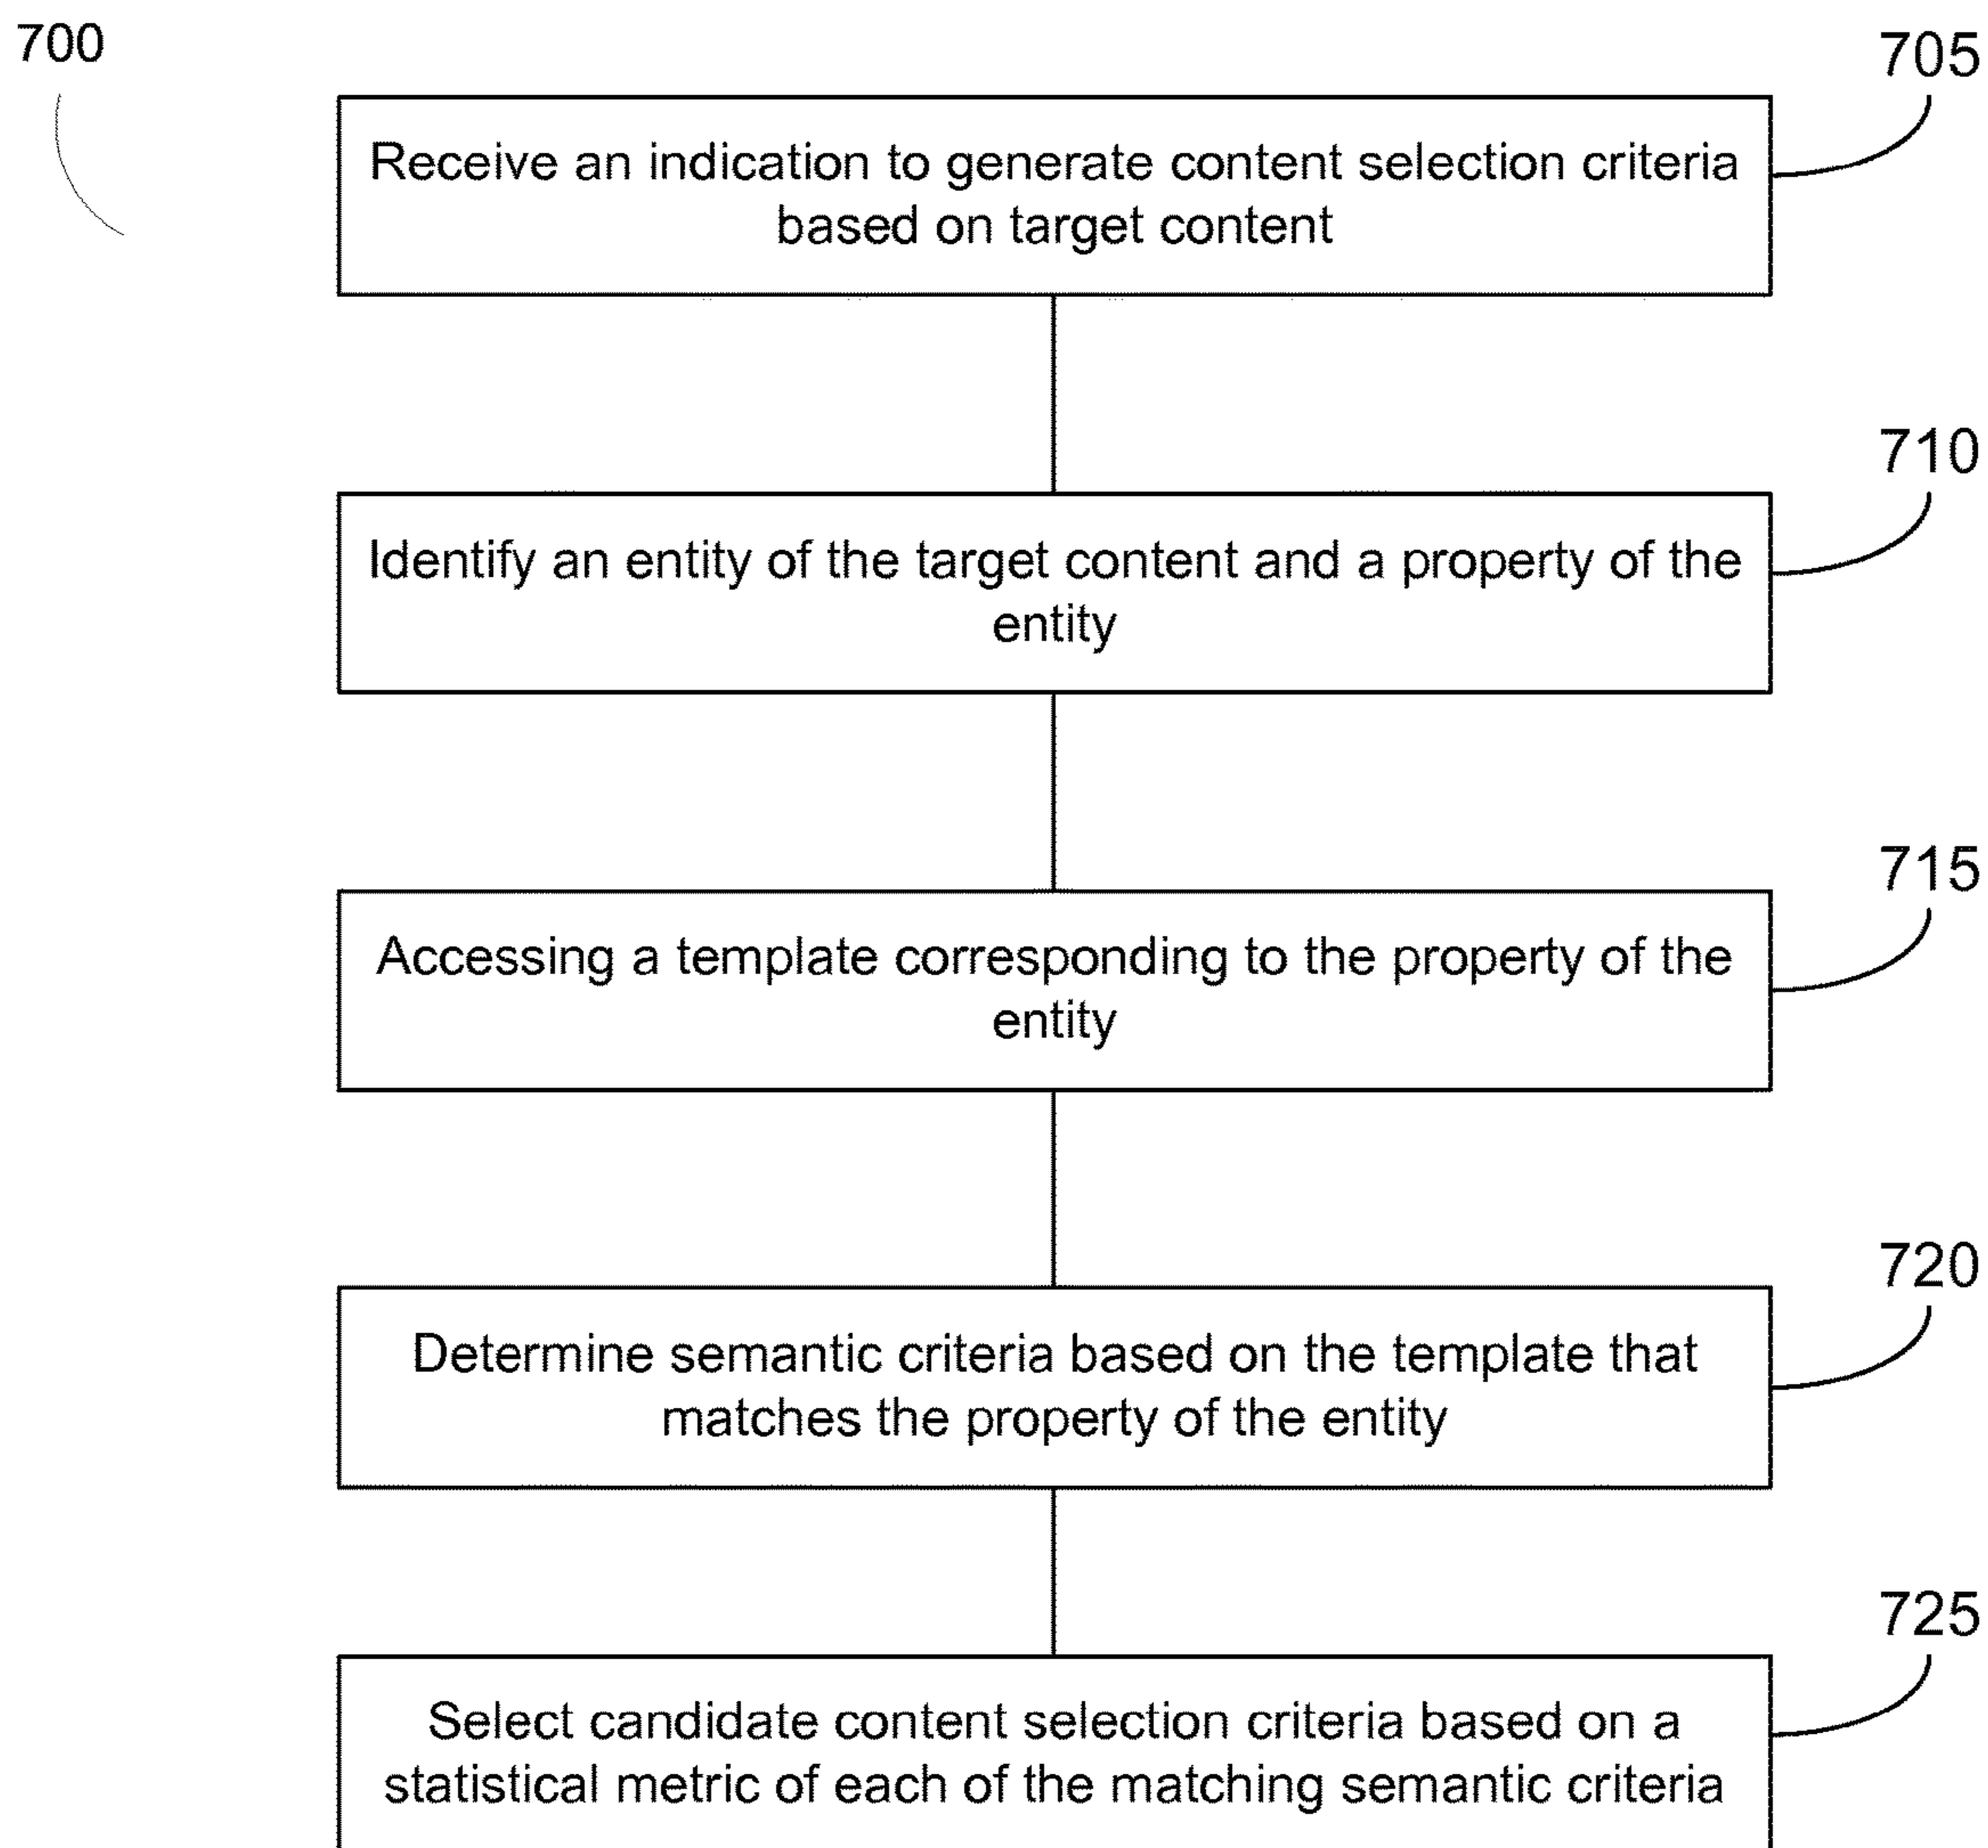 700
705
Receive an indication to generate content selection criteria
based on target content
710
Identify an entity of the target content and a property of the
entity
715
Accessing a template corresponding to the property of the
entity
720
Determine semantic criteria based on the template that
matches the property of the entity
725
Select candidate content selection criteria based on a
statistical metric of each of the matching semantic criteria